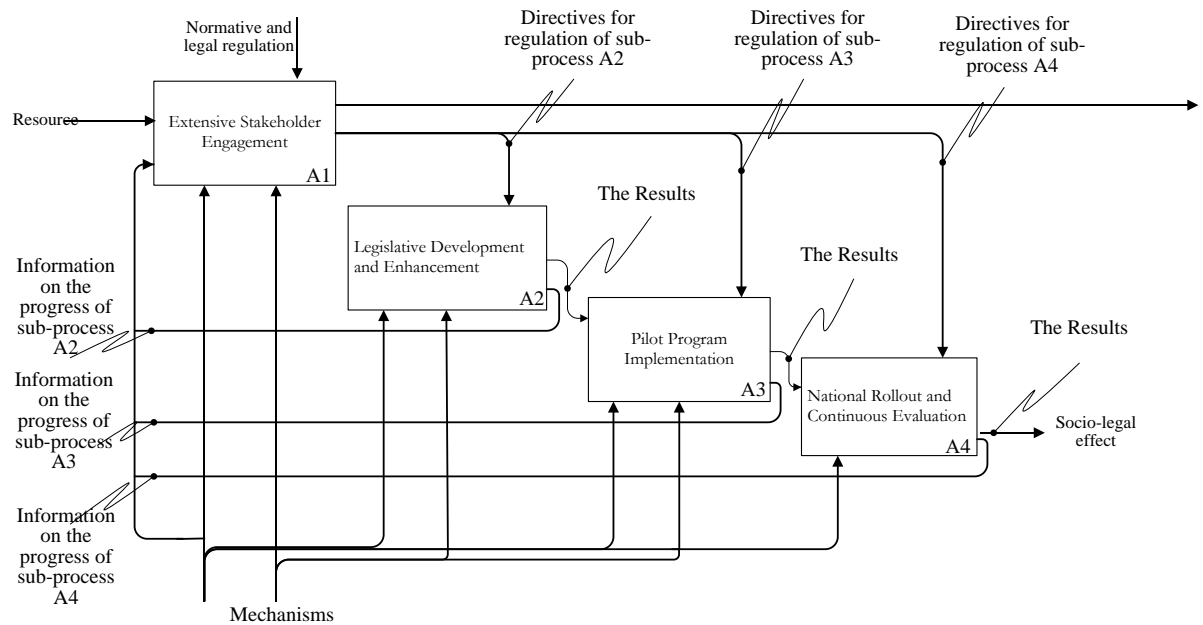 Normative and
legal regulation
Directives for
regulation of sub-
process A2
Directives for
regulation of sub-
process A3
Directives for
regulation of sub-
process A4
Resource
Extensive Stakeholder
Engagement
A1
The Results
Legislative Development
and Enhancement
A2
The Results
Information
on the
progress of
sub-process
A2
Pilot Program
Implementation
A3
The Results
Information
on the
progress of
sub-process
A3
National Rollout and
Continuous Evaluation
A4
Socio-legal
effect
Information
on the
progress of
sub-process
A4
Mechanisms